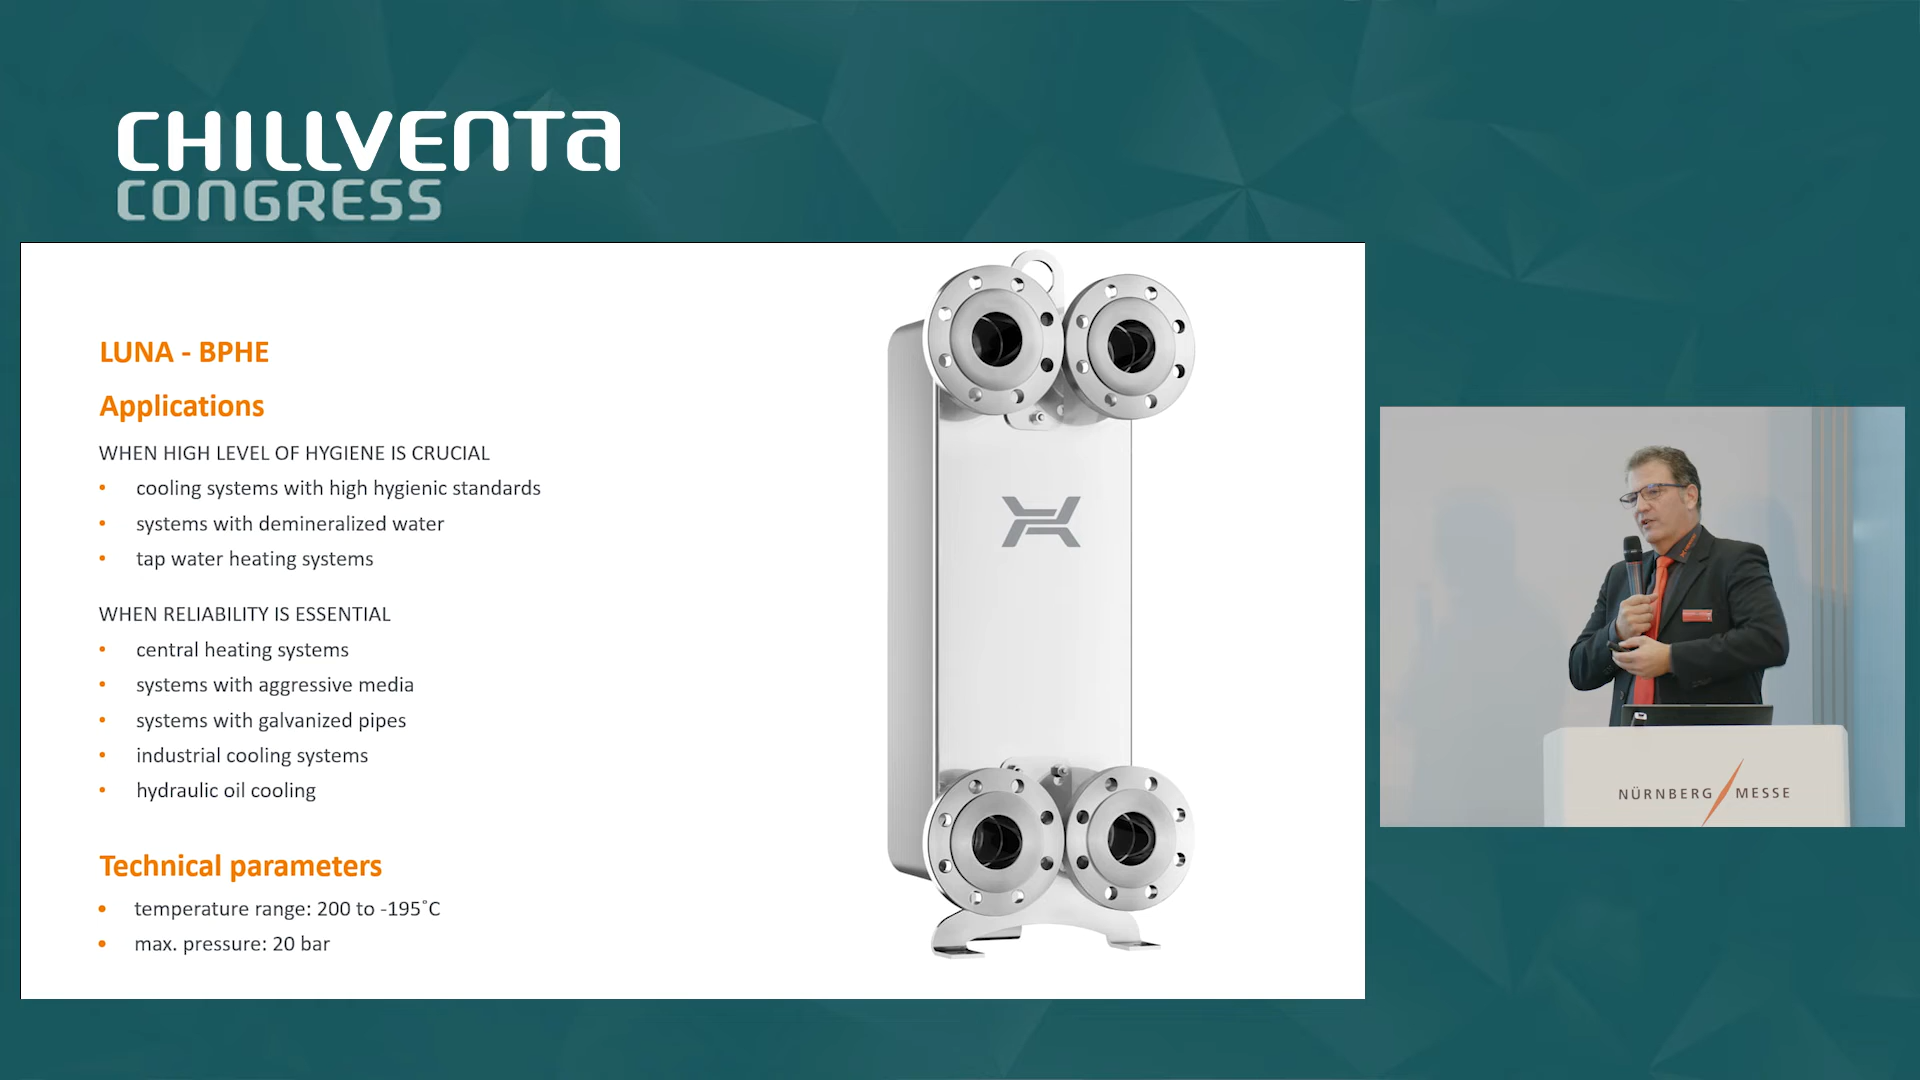 CHILLVENTA
CONGRESS
LUNA - BPHE
Applications
WHEN HIGH LEVEL OF HYGIENE IS CRUCIAL
• cooling systems with high hygienic standards
• systems with demineralized water
• tap water heating systems
WHEN RELIABILITY IS ESSENTIAL
• central heating systems
• systems with aggressive media
• systems with galvanized pipes
• industrial cooling systems
• hydraulic oil cooling
Technical parameters
• temperature range: 200 to -195˚C
• max. pressure: 20 bar
NÜRNBERG MESSE